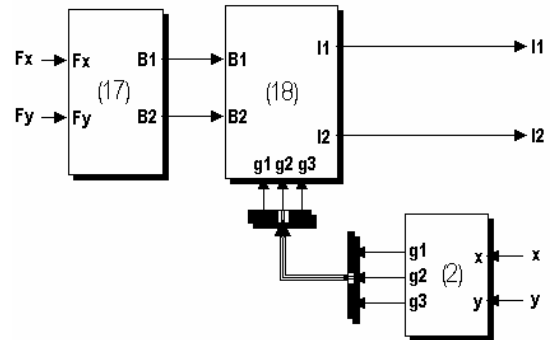 Fx Fx B1 B1 I1 I1
(17) (18)
Fy Fy B2 B2
I2 I2
g1 g2 g3
g1 x x
g2 (2)
g3 y y